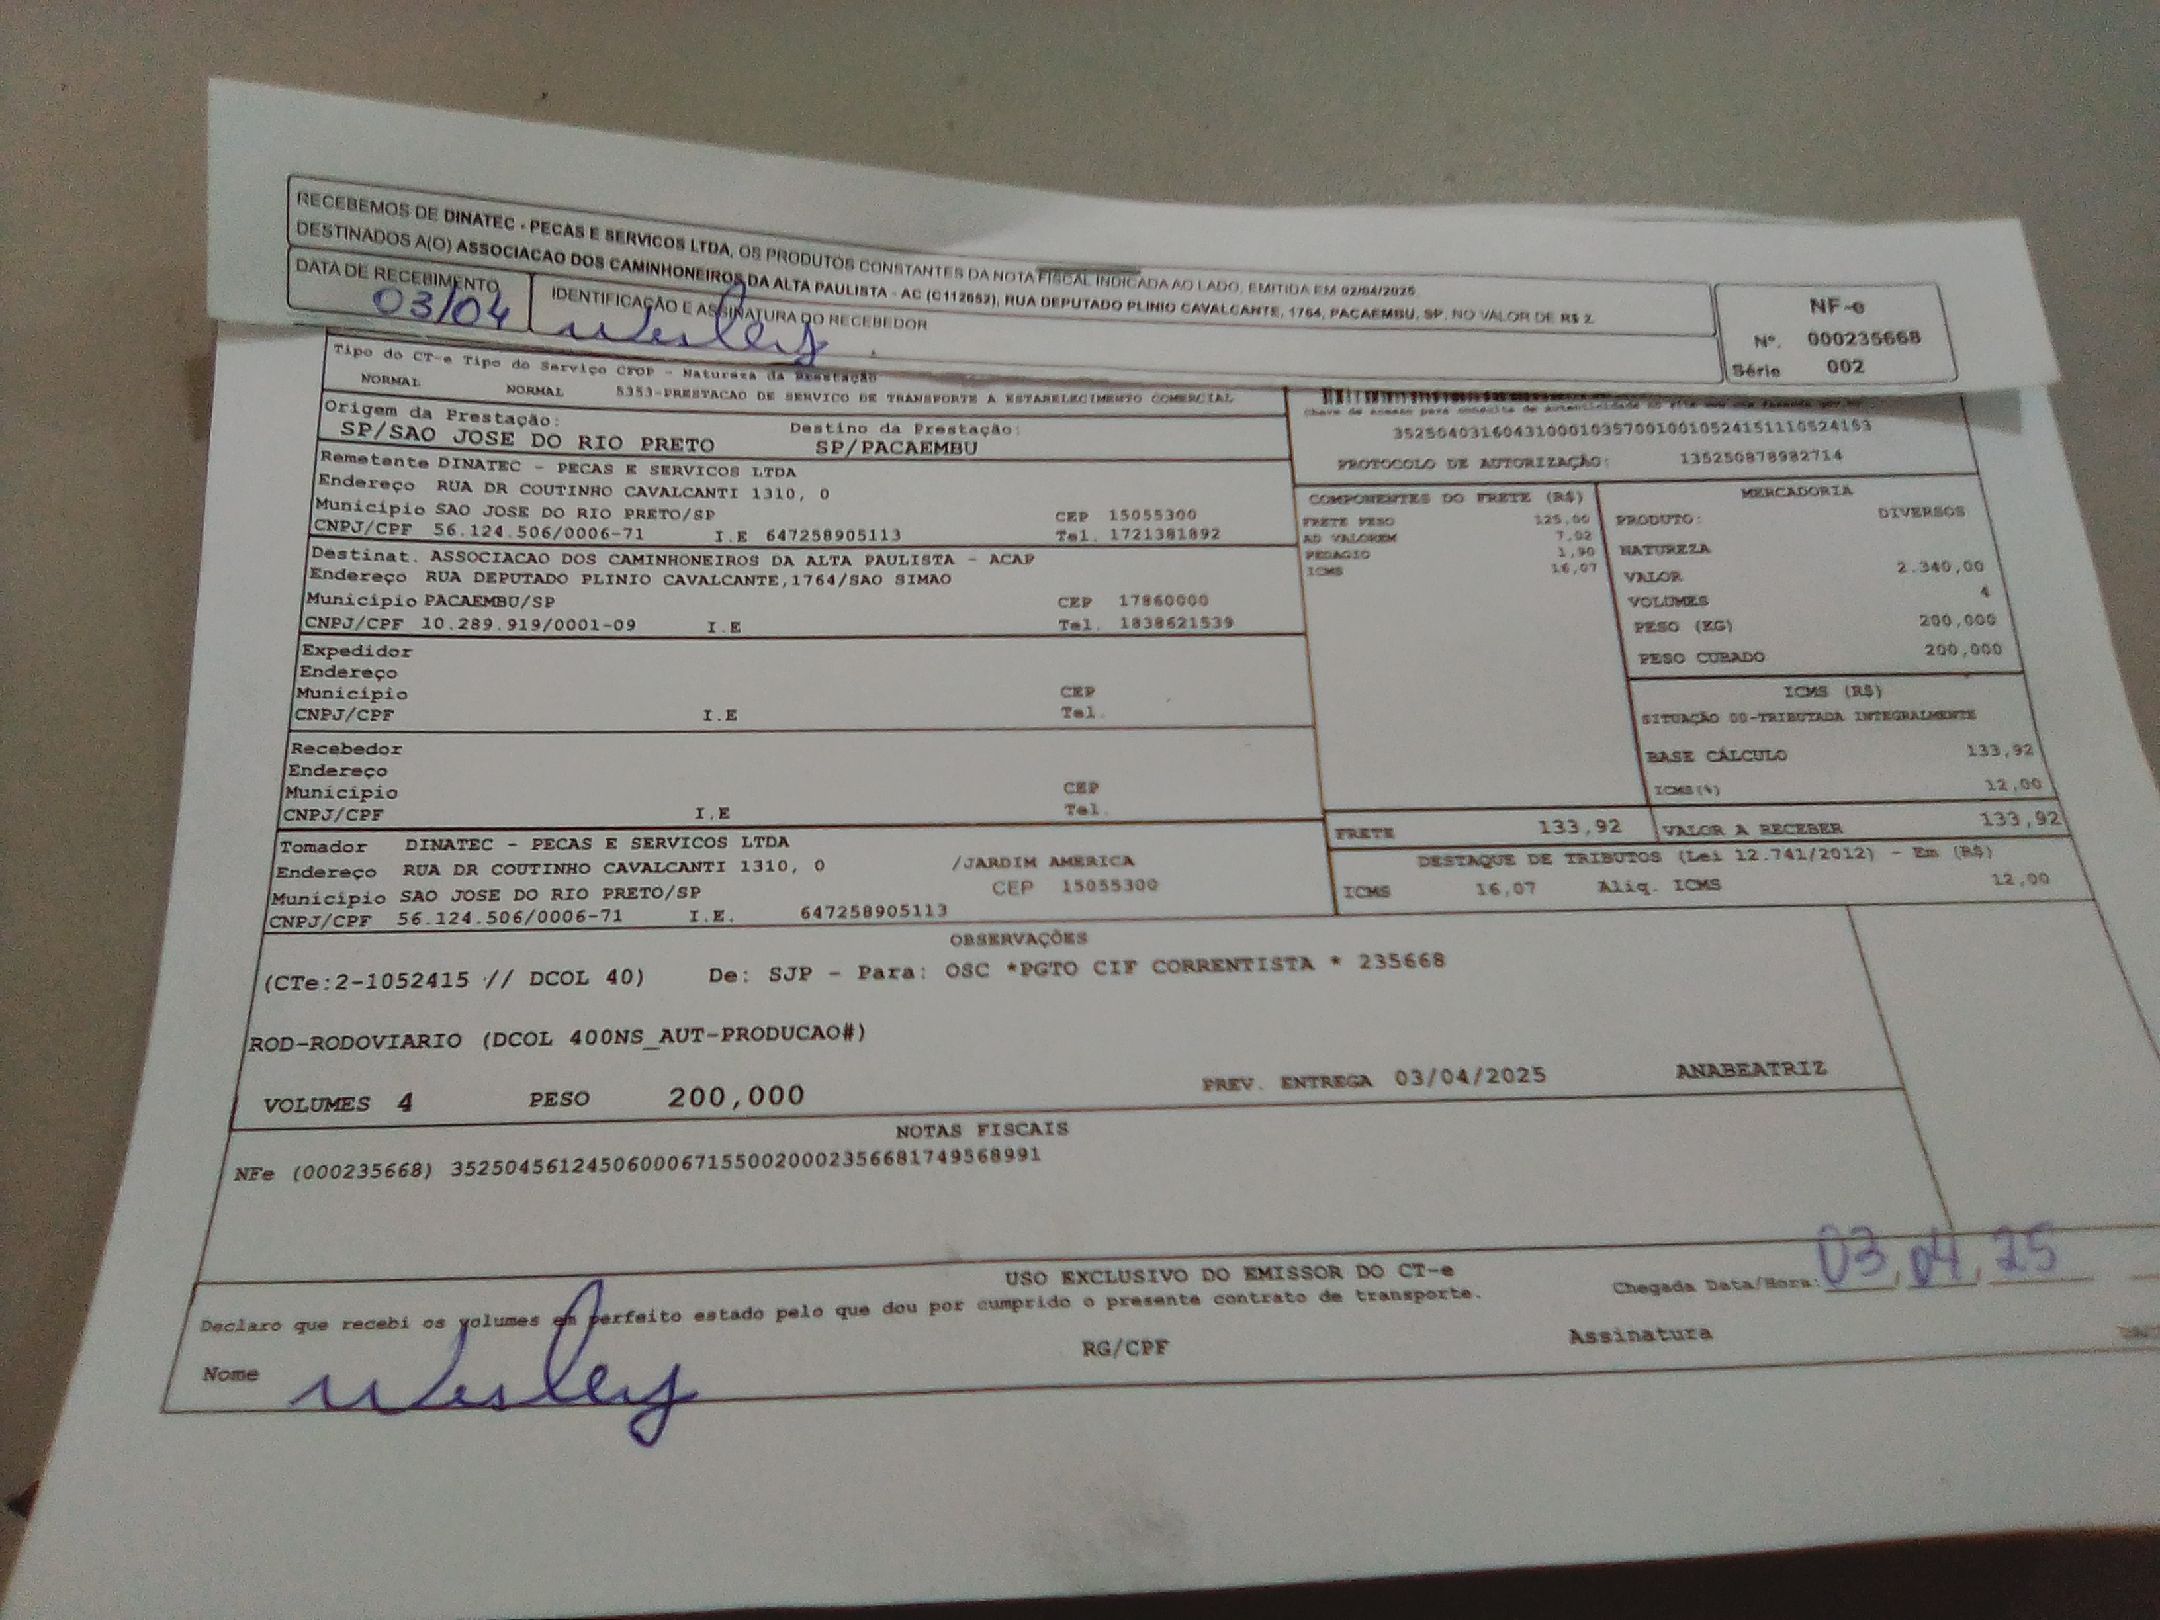 RECEBEMOS DE DINATEC - PECAS E SERVICOS LTDA, OS PRODUTOS CONSTANTES DA NOTA FISCAL INDICADA AO LADO, EMITIDA EM 02/04/2025
DESTINADOS A(O) ASSOCIACAO DOS CAMINHONEIROS DA ALTA PAULISTA - AC (C112652), RUA DEPUTADO PLINIO CAVALCANTE, 1764, PACAEMBU, SP, NO VALOR DE R$ 2.
DATA DE RECEBIMENTO
03/04
IDENTIFICAÇÃO E ASSINATURA DO RECEBEDOR
Wesley
NF-e
Nº. 000235668
Série 002
Tipo do CT-e Tipo do Serviço CFOP - Natureza da Prestação
NORMAL NORMAL 5353-PRESTACAO DE SERVICO DE TRANSPORTE A ESTABELECIMENTO COMERCIAL
Origem da Prestação: Destino da Prestação:
SP/SAO JOSE DO RIO PRETO SP/PACAEMBU
Chave de acesso para consulta de autenticidade no site
35250403160431000103570010010524151110524153
PROTOCOLO DE AUTORIZAÇÃO: 135250878982714
Remetente DINATEC - PECAS E SERVICOS LTDA
Endereço RUA DR COUTINHO CAVALCANTI 1310, 0
Município SAO JOSE DO RIO PRETO/SP CEP 15055300
CNPJ/CPF 56.124.506/0006-71 I.E 647258905113 Tel. 1721381892
Destinat. ASSOCIACAO DOS CAMINHONEIROS DA ALTA PAULISTA - ACAP
Endereço RUA DEPUTADO PLINIO CAVALCANTE,1764/SAO SIMAO
Município PACAEMBU/SP CEP 17860000
CNPJ/CPF 10.289.919/0001-09 I.E Tel. 1838621539
Expedidor
Endereço
Município CEP
CNPJ/CPF I.E Tel.
Recebedor
Endereço
Município CEP
CNPJ/CPF I.E Tel.
Tomador DINATEC - PECAS E SERVICOS LTDA
Endereço RUA DR COUTINHO CAVALCANTI 1310, 0 /JARDIM AMERICA
Município SAO JOSE DO RIO PRETO/SP CEP 15055300
CNPJ/CPF 56.124.506/0006-71 I.E. 647258905113
COMPONENTES DO FRETE (R$)
FRETE PESO 125,00
AD VALOREM 7,02
PEDAGIO 1,90
ICMS 16,07
MERCADORIA
PRODUTO: DIVERSOS
NATUREZA
VALOR 2.340,00
VOLUMES 4
PESO (KG) 200,000
PESO CUBADO 200,000
ICMS (R$)
SITUAÇÃO 00-TRIBUTADA INTEGRALMENTE
BASE CÁLCULO 133,92
ICMS(%) 12,00
FRETE 133,92 VALOR A RECEBER 133,92
DESTAQUE DE TRIBUTOS (Lei 12.741/2012) - Em (R$)
ICMS 16,07 Aliq. ICMS 12,00
OBSERVAÇÕES
(CTe:2-1052415 // DCOL 40) De: SJP - Para: OSC *PGTO CIF CORRENTISTA * 235668
ROD-RODOVIARIO (DCOL 400NS_AUT-PRODUCAO#)
VOLUMES 4 PESO 200,000 PREV. ENTREGA 03/04/2025 ANABEATRIZ
NOTAS FISCAIS
NFe (000235668) 35250456124506000671550020002356681749568991
USO EXCLUSIVO DO EMISSOR DO CT-e
Declaro que recebi os volumes em perfeito estado pelo que dou por cumprido o presente contrato de transporte.
Chegada Data/Hora: 03 04 25
Nome Wesley RG/CPF Assinatura